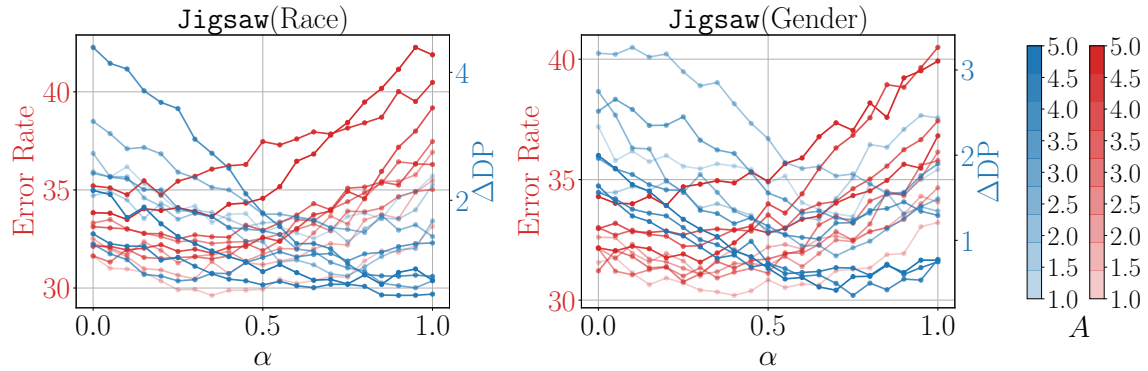 Jigsaw(Race)
Error Rate
40
35
30
4
2
ΔDP
0.0 0.5 1.0
α
Jigsaw(Gender)
Error Rate
40
35
30
3
2
1
ΔDP
0.0 0.5 1.0
α
5.0 5.0
4.5 4.5
4.0 4.0
3.5 3.5
3.0 3.0
2.5 2.5
2.0 2.0
1.5 1.5
1.0 1.0
A